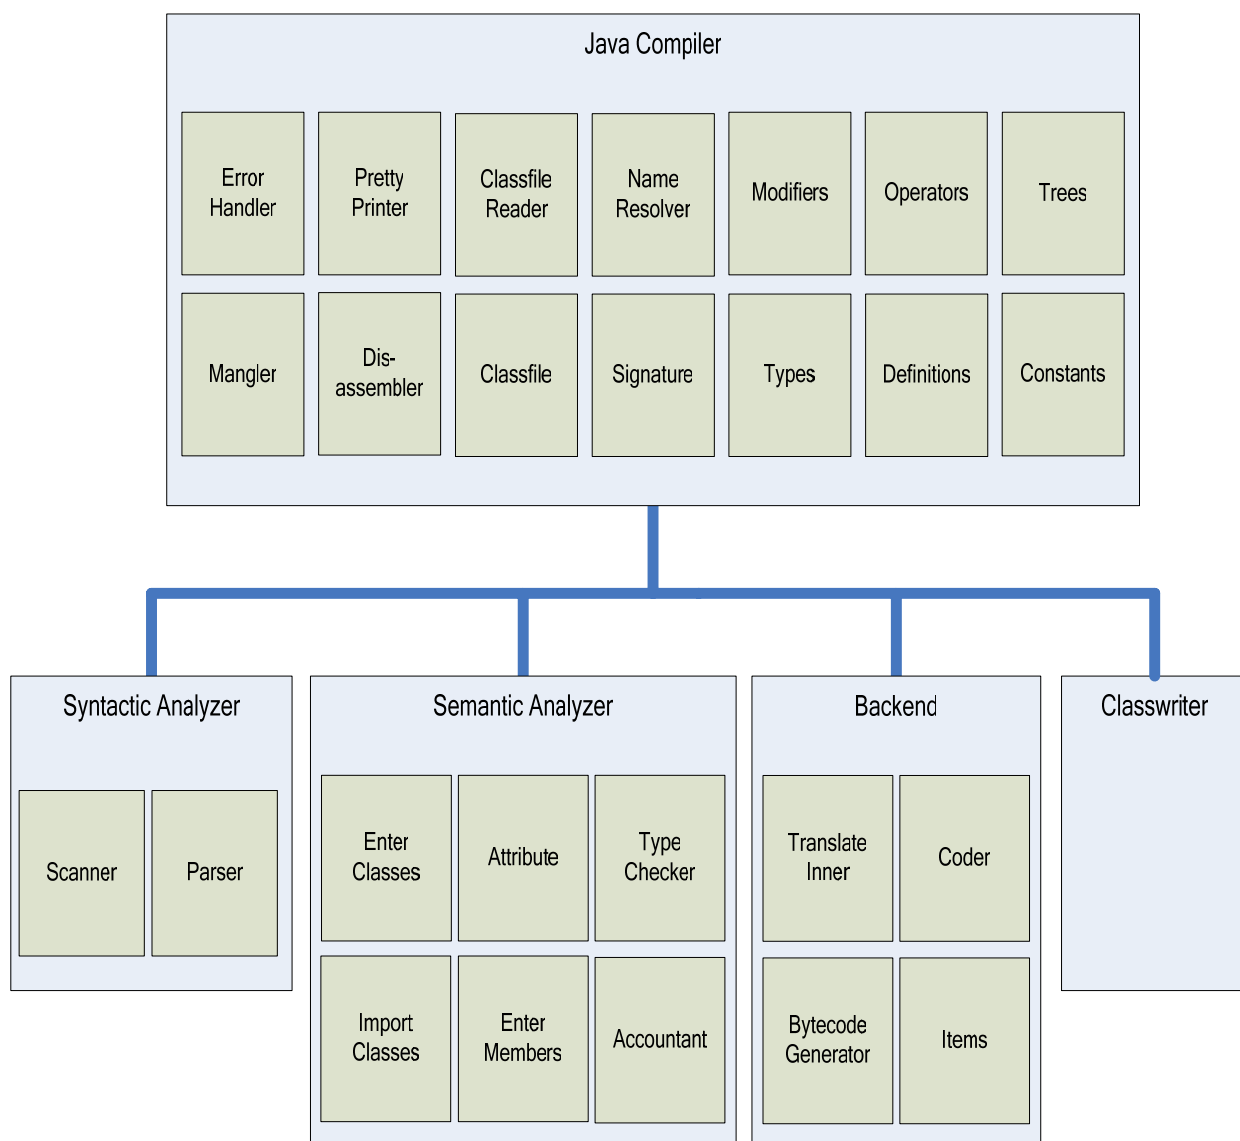 Java Compiler
Error
Handler
Pretty
Printer
Classfile
Reader
Name
Resolver
Modifiers
Operators
Trees
Mangler
Dis-
assembler
Classfile
Signature
Types
Definitions
Constants
Syntactic Analyzer
Scanner
Parser
Semantic Analyzer
Enter
Classes
Attribute
Type
Checker
Import
Classes
Enter
Members
Accountant
Backend
Translate
Inner
Coder
Bytecode
Generator
Items
Classwriter